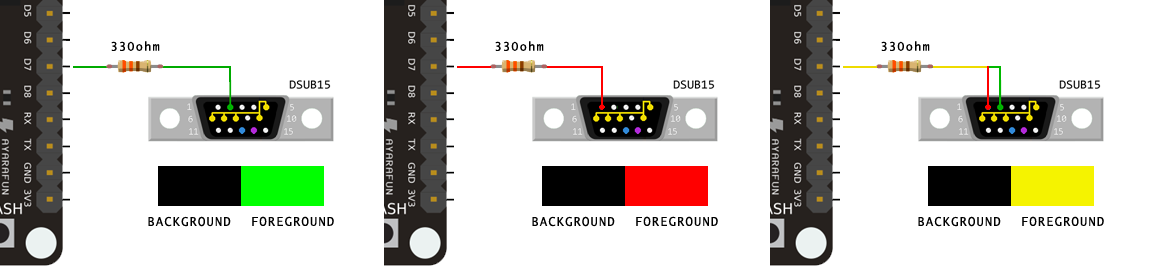 D5
D6
D7
D8
RX
TX
GND
3V3
AYARAFUN
ASH
330ohm
DSUB15
1
5
6
10
11
15
BACKGROUND
FOREGROUND
D5
D6
D7
D8
RX
TX
GND
3V3
AYARAFUN
ASH
330ohm
DSUB15
1
5
6
10
11
15
BACKGROUND
FOREGROUND
D5
D6
D7
D8
RX
TX
GND
3V3
AYARAFUN
ASH
330ohm
DSUB15
1
5
6
10
11
15
BACKGROUND
FOREGROUND